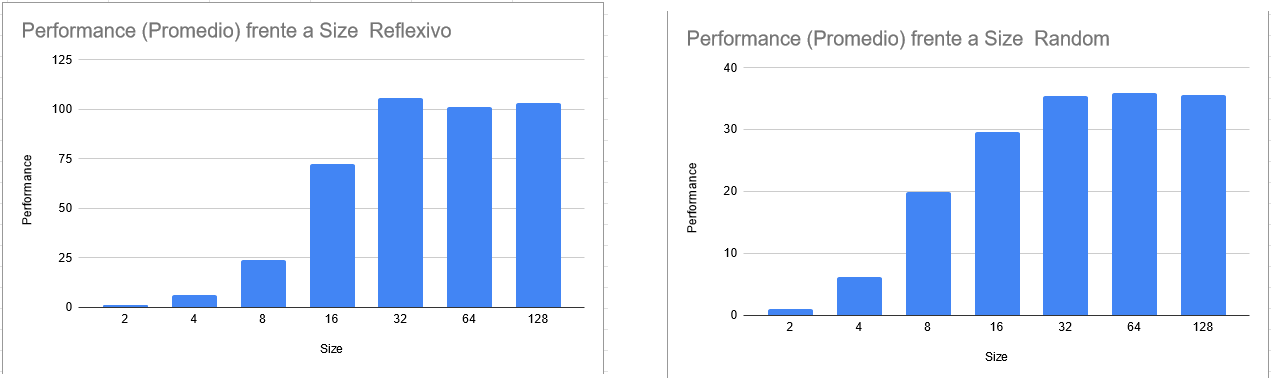 Performance (Promedio) frente a Size Reflexivo
125
100
75
50
25
0
Performance
2 4 8 16 32 64 128
Size
Performance (Promedio) frente a Size Random
40
30
20
10
0
Performance
2 4 8 16 32 64 128
Size